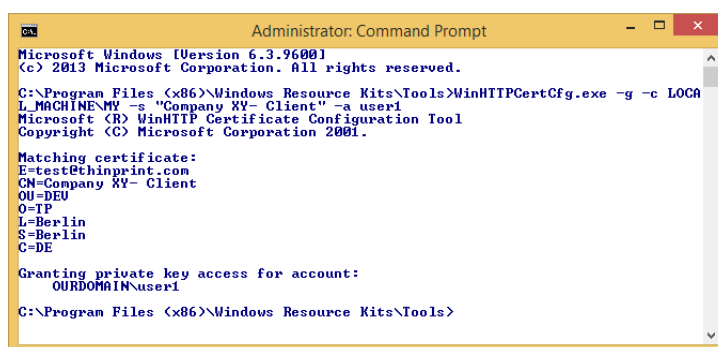 Administrator: Command Prompt
Microsoft Windows [Version 6.3.9600]
(c) 2013 Microsoft Corporation. All rights reserved.
C:\Program Files (x86)\Windows Resource Kits\Tools>WinHTTPCertCfg.exe -g -c LOCA
L_MACHINE\MY -s "Company XY- Client" -a user1
Microsoft (R) WinHTTP Certificate Configuration Tool
Copyright (C) Microsoft Corporation 2001.
Matching certificate:
E=test@thinprint.com
CN=Company XY- Client
OU=DEV
O=TP
L=Berlin
S=Berlin
C=DE
Granting private key access for account:
OURDOMAIN\user1
C:\Program Files (x86)\Windows Resource Kits\Tools>